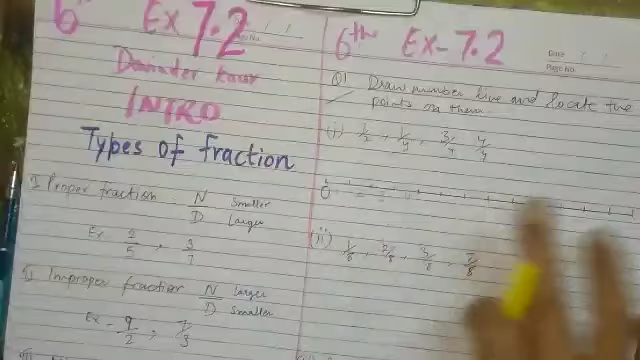 6th Ex 7.2
Davinder Kaur
INTRO
Types of fraction
I Proper fraction - N Smaller
D Larger
Ex 2/5, 3/7
II Improper fraction N larger
D Smaller
Ex - 9/2, 7/3
6th Ex-7.2
Date / /
Page No.
Q1 Draw number line and locate the
points on them
(i) 1/2, 1/4, 3/4, 4/4
0
(ii) 1/8, 2/8, 3/8, 7/8